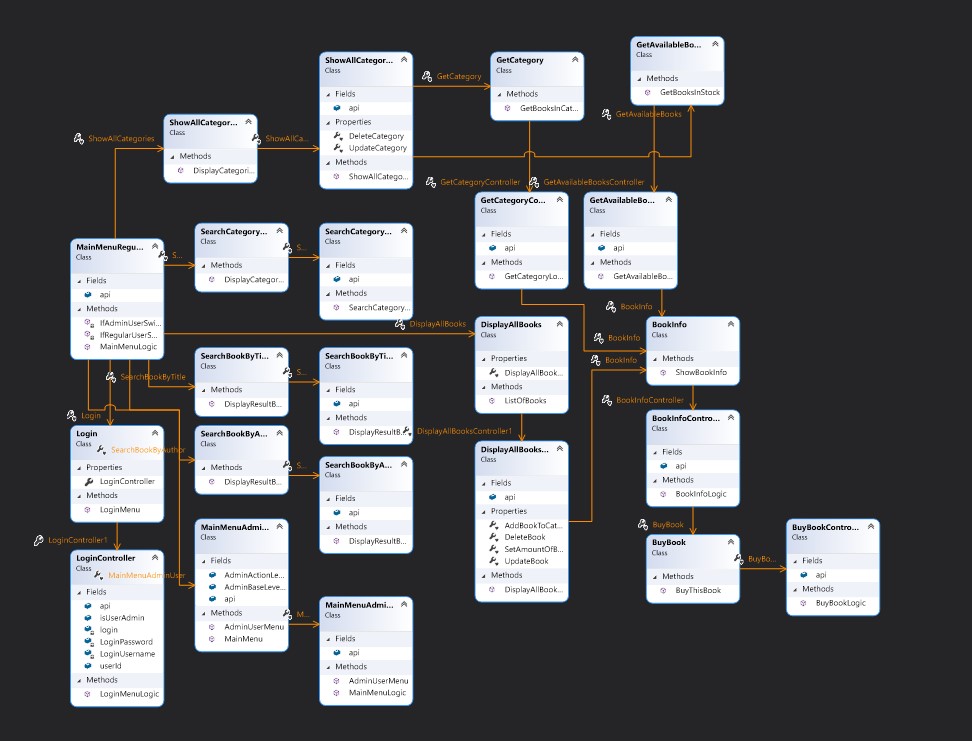 ShowAllCategor...
Class
Fields
api
Properties
DeleteCategory
UpdateCategory
Methods
ShowAllCatego...
GetCategory
GetCategory
Class
Methods
GetBooksInCat...
GetAvailableBo...
Class
Methods
GetBooksInStock
GetAvailableBooks
ShowAllCategories
ShowAllCategor...
Class
Methods
DisplayCategori...
ShowAllCa...
GetCategoryController
GetAvailableBooksController
GetCategoryCo...
Class
Fields
api
Methods
GetCategoryLo...
GetAvailableBo...
Class
Fields
api
Methods
GetAvailableBo...
MainMenuRegu...
Class
Fields
api
Methods
IfAdminUserSwi...
IfRegularUserS...
MainMenuLogic
S...
SearchCategory...
Class
Methods
DisplayCategor...
S...
SearchCategory...
Class
Fields
api
Methods
SearchCategory...
BookInfo
BookInfo
BookInfo
DisplayAllBooks
DisplayAllBooks
Class
Properties
DisplayAllBook...
Methods
ListOfBooks
BookInfo
Class
Methods
ShowBookInfo
SearchBookByTitle
SearchBookByTi...
Class
Methods
DisplayResultB...
S...
SearchBookByTi...
Class
Fields
api
Methods
DisplayResultB...
DisplayAllBooksController1
BookInfoController
BookInfoContro...
Class
Fields
api
Methods
BookInfoLogic
Login
Login
Class
SearchBookByAuthor
Properties
LoginController
Methods
LoginMenu
SearchBookByA...
Class
Methods
DisplayResultB...
S...
SearchBookByA...
Class
Fields
api
Methods
DisplayResultB...
DisplayAllBooks...
Class
Fields
api
Properties
AddBookToCat...
DeleteBook
SetAmountOfB...
UpdateBook
Methods
DisplayAllBook...
BuyBook
BuyBook
Class
Methods
BuyThisBook
BuyBo...
BuyBookContro...
Class
Fields
api
Methods
BuyBookLogic
LoginController1
LoginController
Class
MainMenuAdminUser
Fields
api
isUserAdmin
login
LoginPassword
LoginUsername
userId
Methods
LoginMenuLogic
MainMenuAdmi...
Class
Fields
AdminActionLe...
AdminBaseLeve...
api
Methods
AdminUserMenu
MainMenu
M...
MainMenuAdmi...
Class
Fields
api
Methods
AdminUserMenu
MainMenuLogic